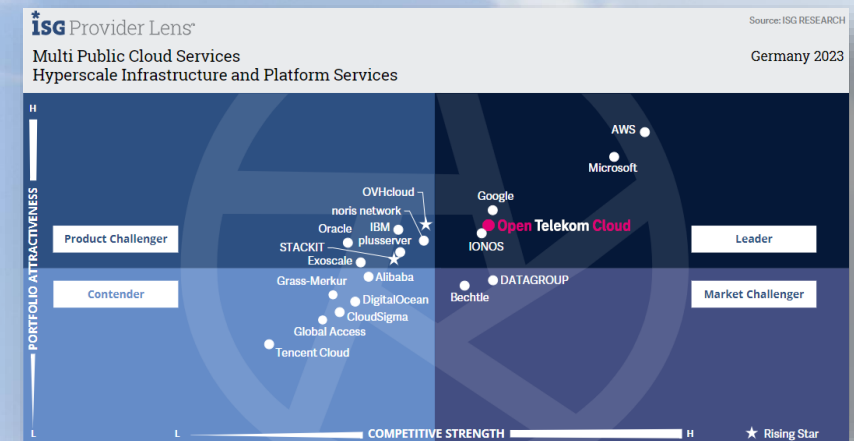 ISG Provider Lens
Source: ISG RESEARCH
Multi Public Cloud Services
Hyperscale Infrastructure and Platform Services
Germany 2023
H
PORTFOLIO ATTRACTIVENESS
L
Product Challenger
Leader
Contender
Market Challenger
AWS
Microsoft
Google
Open Telekom Cloud
IONOS
OVHcloud
noris network
Oracle
IBM
plusserver
STACKIT
Exoscale
Alibaba
Grass-Merkur
DigitalOcean
CloudSigma
Global Access
Tencent Cloud
DATAGROUP
Bechtle
L
COMPETITIVE STRENGTH
H
Rising Star